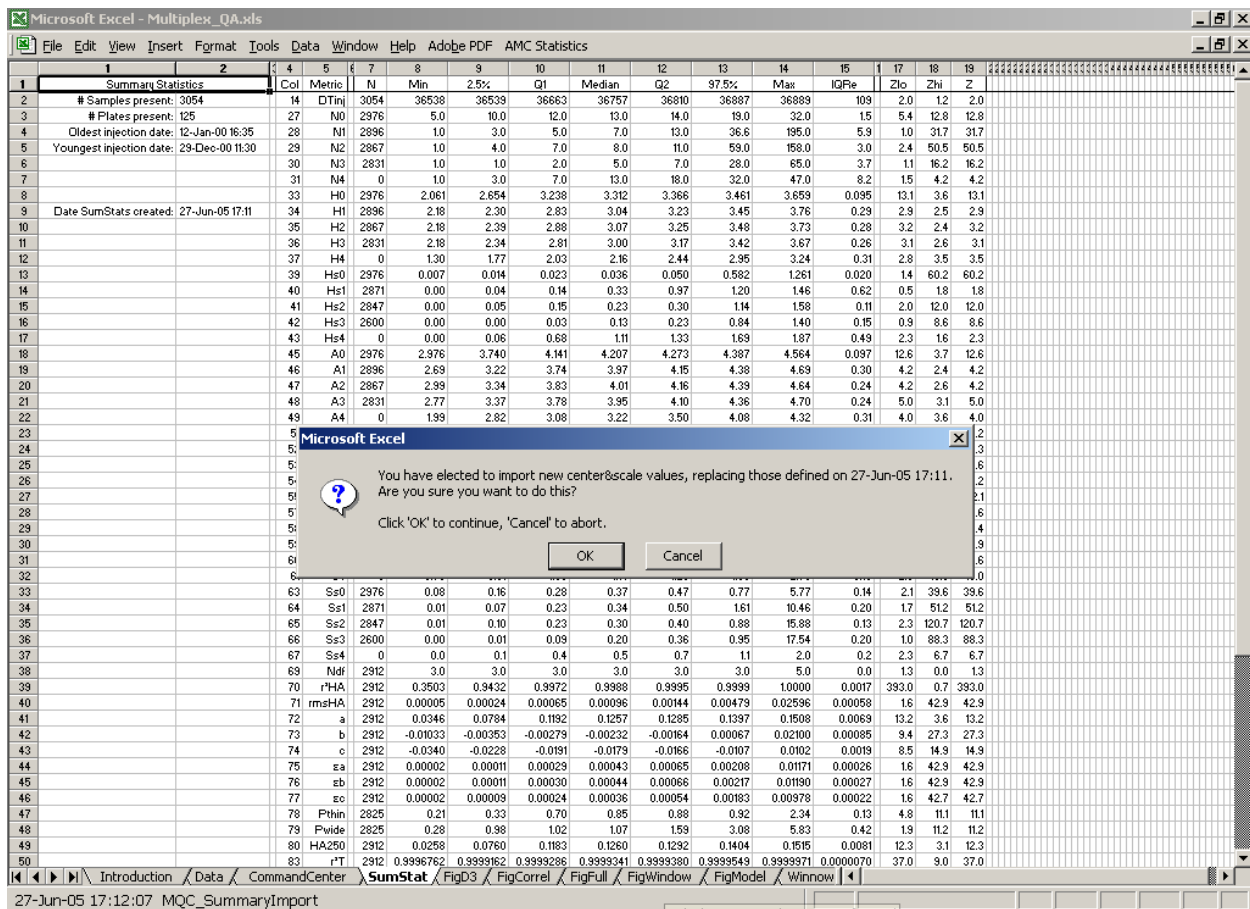 Microsoft Excel - Multiplex_QA.xls
File Edit View Insert Format Tools Data Window Help Adobe PDF AMC Statistics
1 2 4 5 6 7 8 9 10 11 12 13 14 15 1 17 18 19
1 Summary Statistics Col Metric N Min 2.5% Q1 Median Q2 97.5% Max IQRe Zlo Zhi Z
2 # Samples present: 3054 14 DTinj 3054 36538 36539 36663 36757 36810 36887 36889 109 2.0 1.2 2.0
3 # Plates present: 125 27 N0 2976 5.0 10.0 12.0 13.0 14.0 19.0 32.0 1.5 5.4 12.8 12.8
4 Oldest injection date: 12-Jan-00 16:35 28 N1 2896 1.0 3.0 5.0 7.0 13.0 36.6 195.0 5.9 1.0 31.7 31.7
5 Youngest injection date: 29-Dec-00 11:30 29 N2 2867 1.0 4.0 7.0 8.0 11.0 59.0 158.0 3.0 2.4 50.5 50.5
6 30 N3 2831 1.0 1.0 2.0 5.0 7.0 28.0 65.0 3.7 1.1 16.2 16.2
7 31 N4 0 1.0 3.0 7.0 13.0 18.0 32.0 47.0 8.2 1.5 4.2 4.2
8 33 H0 2976 2.061 2.654 3.238 3.312 3.366 3.461 3.659 0.095 13.1 3.6 13.1
9 Date SumStats created: 27-Jun-05 17:11 34 H1 2896 2.18 2.30 2.83 3.04 3.23 3.45 3.76 0.29 2.9 2.5 2.9
10 35 H2 2867 2.18 2.39 2.88 3.07 3.25 3.48 3.73 0.28 3.2 2.4 3.2
11 36 H3 2831 2.18 2.34 2.81 3.00 3.17 3.42 3.67 0.26 3.1 2.6 3.1
12 37 H4 0 1.30 1.77 2.03 2.16 2.44 2.95 3.24 0.31 2.8 3.5 3.5
13 39 Hs0 2976 0.007 0.014 0.023 0.036 0.050 0.582 1.261 0.020 1.4 60.2 60.2
14 40 Hs1 2871 0.00 0.04 0.14 0.33 0.97 1.20 1.46 0.62 0.5 1.8 1.8
15 41 Hs2 2847 0.00 0.05 0.15 0.23 0.30 1.14 1.58 0.11 2.0 12.0 12.0
16 42 Hs3 2600 0.00 0.00 0.03 0.13 0.23 0.84 1.40 0.15 0.9 8.6 8.6
17 43 Hs4 0 0.00 0.06 0.68 1.11 1.33 1.69 1.87 0.49 2.3 1.6 2.3
18 45 A0 2976 2.976 3.740 4.141 4.207 4.273 4.387 4.564 0.097 12.6 3.7 12.6
19 46 A1 2896 2.69 3.22 3.74 3.97 4.15 4.38 4.69 0.30 4.2 2.4 4.2
20 47 A2 2867 2.99 3.34 3.83 4.01 4.16 4.39 4.64 0.24 4.2 2.6 4.2
21 48 A3 2831 2.77 3.37 3.78 3.95 4.10 4.36 4.70 0.24 5.0 3.1 5.0
22 49 A4 0 1.99 2.82 3.08 3.22 3.50 4.08 4.32 0.31 4.0 3.6 4.0
23
24
25
26
27
28
29
30
31
32
Microsoft Excel
You have elected to import new center&scale values, replacing those defined on 27-Jun-05 17:11.
Are you sure you want to do this?
Click 'OK' to continue, 'Cancel' to abort.
OK Cancel
33 63 Ss0 2976 0.08 0.16 0.28 0.37 0.47 0.77 5.77 0.14 2.1 39.6 39.6
34 64 Ss1 2871 0.01 0.07 0.23 0.34 0.50 1.61 10.46 0.20 1.7 51.2 51.2
35 65 Ss2 2847 0.01 0.10 0.23 0.30 0.40 0.88 15.88 0.13 2.3 120.7 120.7
36 66 Ss3 2600 0.00 0.01 0.09 0.20 0.36 0.95 17.54 0.20 1.0 88.3 88.3
37 67 Ss4 0 0.0 0.1 0.4 0.5 0.7 1.1 2.0 0.2 2.3 6.7 6.7
38 69 Ndf 2912 3.0 3.0 3.0 3.0 3.0 3.0 5.0 0.0 1.3 0.0 1.3
39 70 r²HA 2912 0.3503 0.9432 0.9972 0.9988 0.9995 0.9999 1.0000 0.0017 393.0 0.7 393.0
40 71 rmsHA 2912 0.00005 0.00024 0.00065 0.00096 0.00144 0.00479 0.02596 0.00058 1.6 42.9 42.9
41 72 a 2912 0.0346 0.0784 0.1192 0.1257 0.1285 0.1397 0.1508 0.0069 13.2 3.6 13.2
42 73 b 2912 -0.01033 -0.00353 -0.00279 -0.00232 -0.00164 0.00067 0.02100 0.00085 9.4 27.3 27.3
43 74 c 2912 -0.0340 -0.0228 -0.0191 -0.0179 -0.0166 -0.0107 0.0102 0.0019 8.5 14.9 14.9
44 75 εa 2912 0.00002 0.00011 0.00029 0.00043 0.00065 0.00208 0.01171 0.00026 1.6 42.9 42.9
45 76 εb 2912 0.00002 0.00011 0.00030 0.00044 0.00066 0.00217 0.01190 0.00027 1.6 42.9 42.9
46 77 εc 2912 0.00002 0.00009 0.00024 0.00036 0.00054 0.00183 0.00978 0.00022 1.6 42.7 42.7
47 78 Pthin 2825 0.21 0.33 0.70 0.85 0.88 0.92 2.34 0.13 4.8 11.1 11.1
48 79 Pwide 2825 0.28 0.98 1.02 1.07 1.59 3.08 5.83 0.42 1.9 11.2 11.2
49 80 HA250 2912 0.0258 0.0760 0.1183 0.1260 0.1292 0.1404 0.1515 0.0081 12.3 3.1 12.3
50 83 r²T 2912 0.9996762 0.9999162 0.9999286 0.9999341 0.9999380 0.9999549 0.9999971 0.0000070 37.0 9.0 37.0
Introduction Data CommandCenter SumStat FigD3 FigCorrel FigFull FigWindow FigModel Winnow
27-Jun-05 17:12:07 MQC_SummaryImport